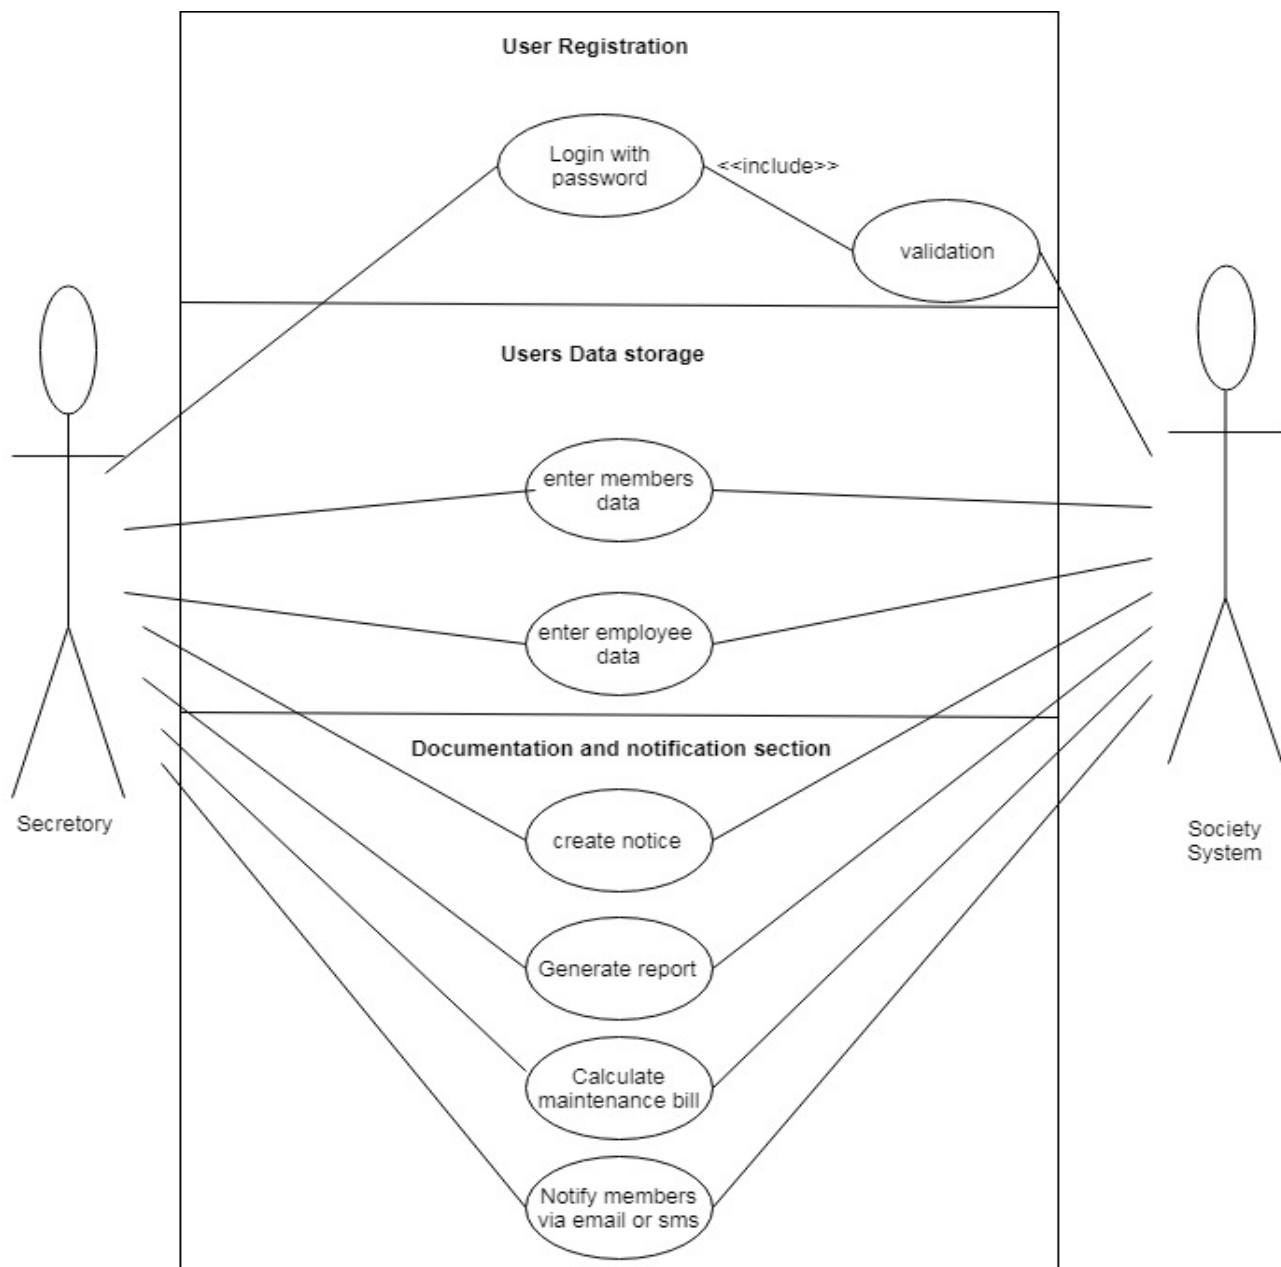 User Registration
Login with
password
<<include>>
validation
Users Data storage
enter members
data
enter employee
data
Documentation and notification section
Secretory
create notice
Society
System
Generate report
Calculate
maintenance bill
Notify members
via email or sms